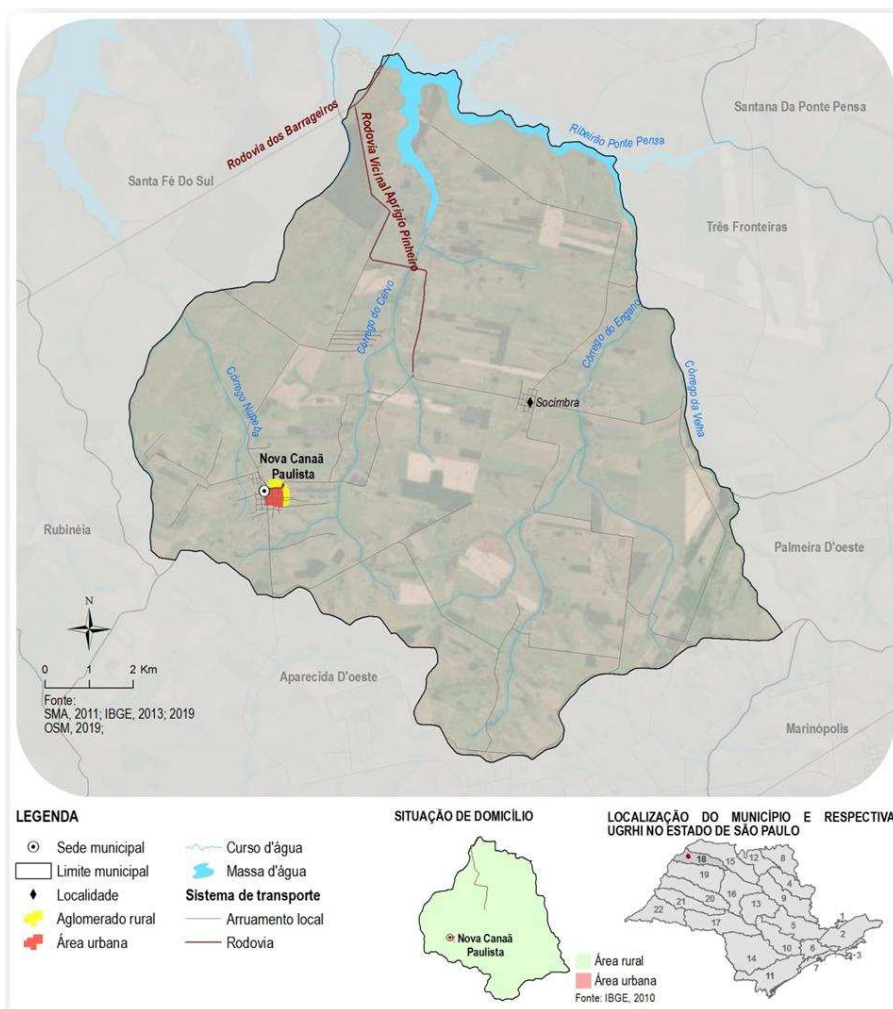 Rodovia dos Barrageiros
Rodovia Vicinal Aprígio Pinheiro
Ribeirão Ponte Pensa
Santana Da Ponte Pensa
Santa Fé Do Sul
Três Fronteiras
Córrego do Cervo
Córrego do Engano
Córrego Núpeba
Córrego da Velha
Socimbra
Nova Canaã
Paulista
Rubinéia
Palmeira D'oeste
Aparecida D'oeste
Marinópolis
N
0 1 2 Km
Fonte:
SMA, 2011; IBGE, 2013; 2019
OSM, 2019;
LEGENDA
Sede municipal
Limite municipal
Localidade
Aglomerado rural
Área urbana
Curso d'água
Massa d'água
Sistema de transporte
Arruamento local
Rodovia
SITUAÇÃO DE DOMICÍLIO
Nova Canaã
Paulista
Área rural
Área urbana
Fonte: IBGE, 2010
LOCALIZAÇÃO DO MUNICÍPIO E RESPECTIVA
UGRHI NO ESTADO DE SÃO PAULO
18 15 12 8
19 4
9
22 21 20 16 13
17 5 1
2
10 6 3
14 7
11